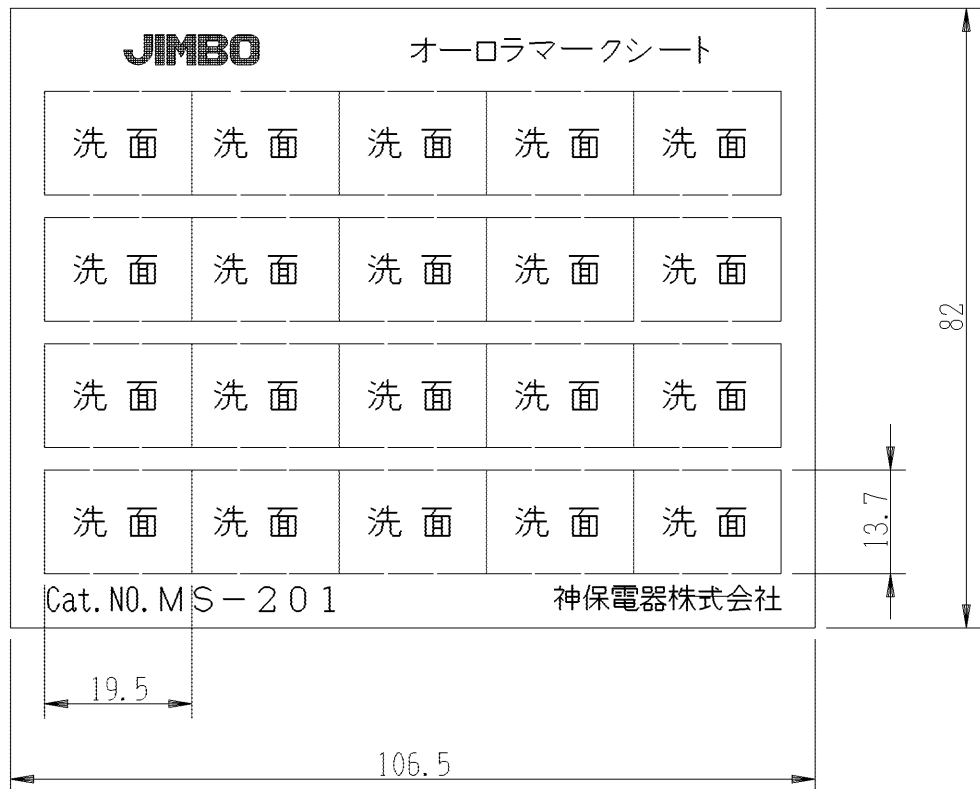 JIMBO オーロラマークシート
洗面 洗面 洗面 洗面 洗面
洗面 洗面 洗面 洗面 洗面
洗面 洗面 洗面 洗面 洗面
洗面 洗面 洗面 洗面 洗面
Cat.NO.MS-201 神保電器株式会社
82
13.7
19.5
106.5